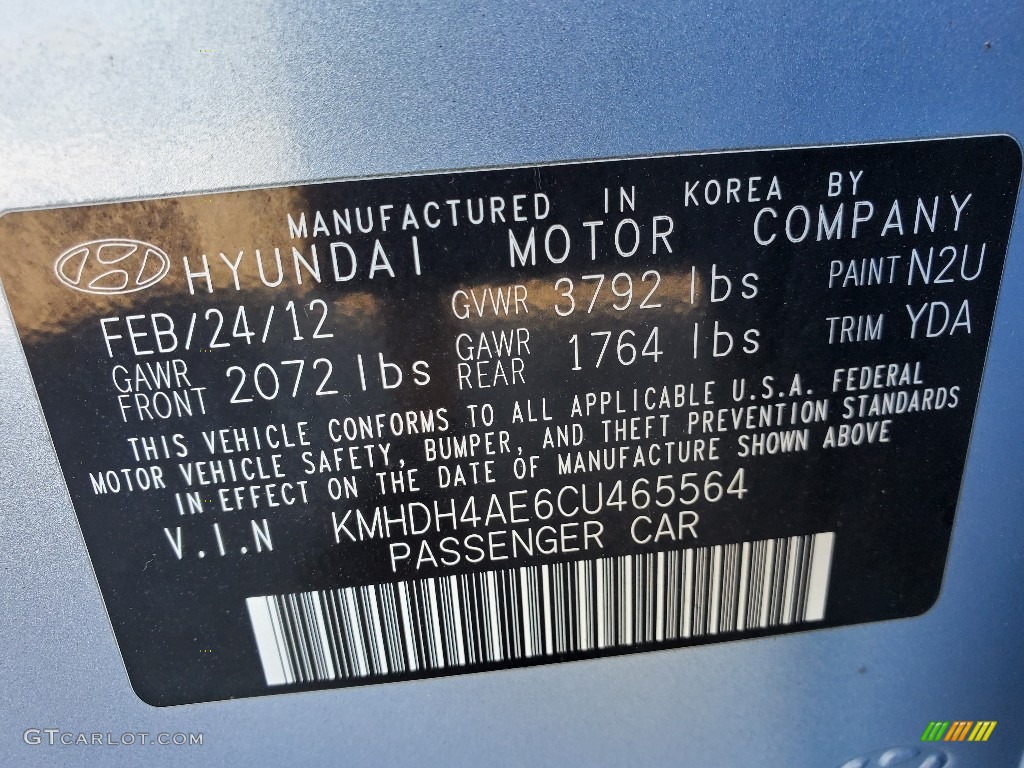 MANUFACTURED IN KOREA BY
HYUNDAI MOTOR COMPANY
FEB/24/12 GVWR 3792 lbs PAINT N2U
GAWR FRONT 2072 lbs GAWR REAR 1764 lbs TRIM YDA
THIS VEHICLE CONFORMS TO ALL APPLICABLE U.S.A. FEDERAL
MOTOR VEHICLE SAFETY, BUMPER, AND THEFT PREVENTION STANDARDS
IN EFFECT ON THE DATE OF MANUFACTURE SHOWN ABOVE
V.I.N KMHDH4AE6CU465564
PASSENGER CAR
GTCARLOT.COM